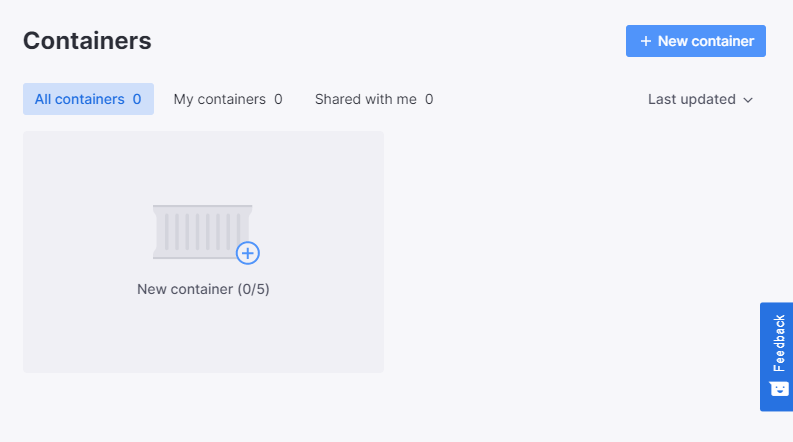 Containers
+ New container
All containers 0
My containers 0
Shared with me 0
Last updated
New container (0/5)
Feedback